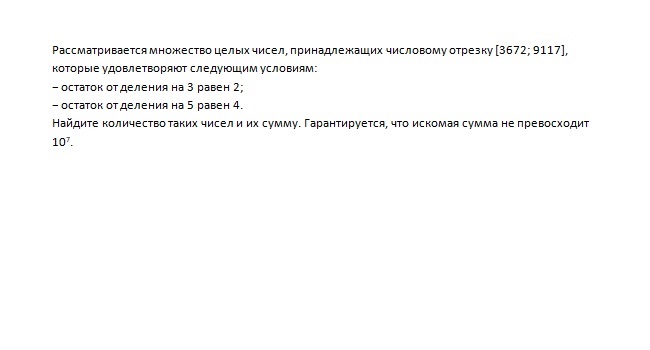 Рассматривается множество целых чисел, принадлежащих числовому отрезку [3672; 9117],
которые удовлетворяют следующим условиям:
− остаток от деления на 3 равен 2;
− остаток от деления на 5 равен 4.
Найдите количество таких чисел и их сумму. Гарантируется, что искомая сумма не превосходит
10⁷.